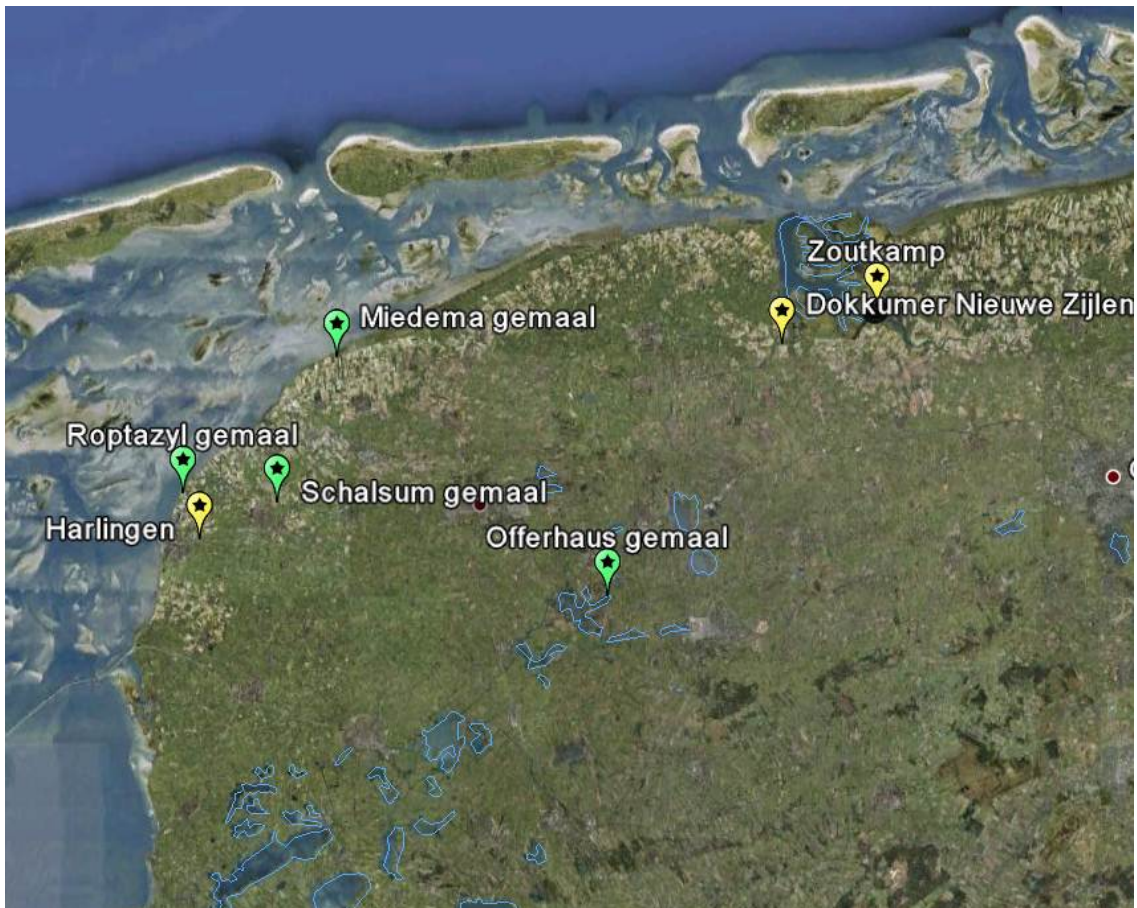 Zoutkamp
Dokkumer Nieuwe Zijlen
Miedema gemaal
Roptazyl gemaal
Schalsum gemaal
Harlingen
Offerhaus gemaal